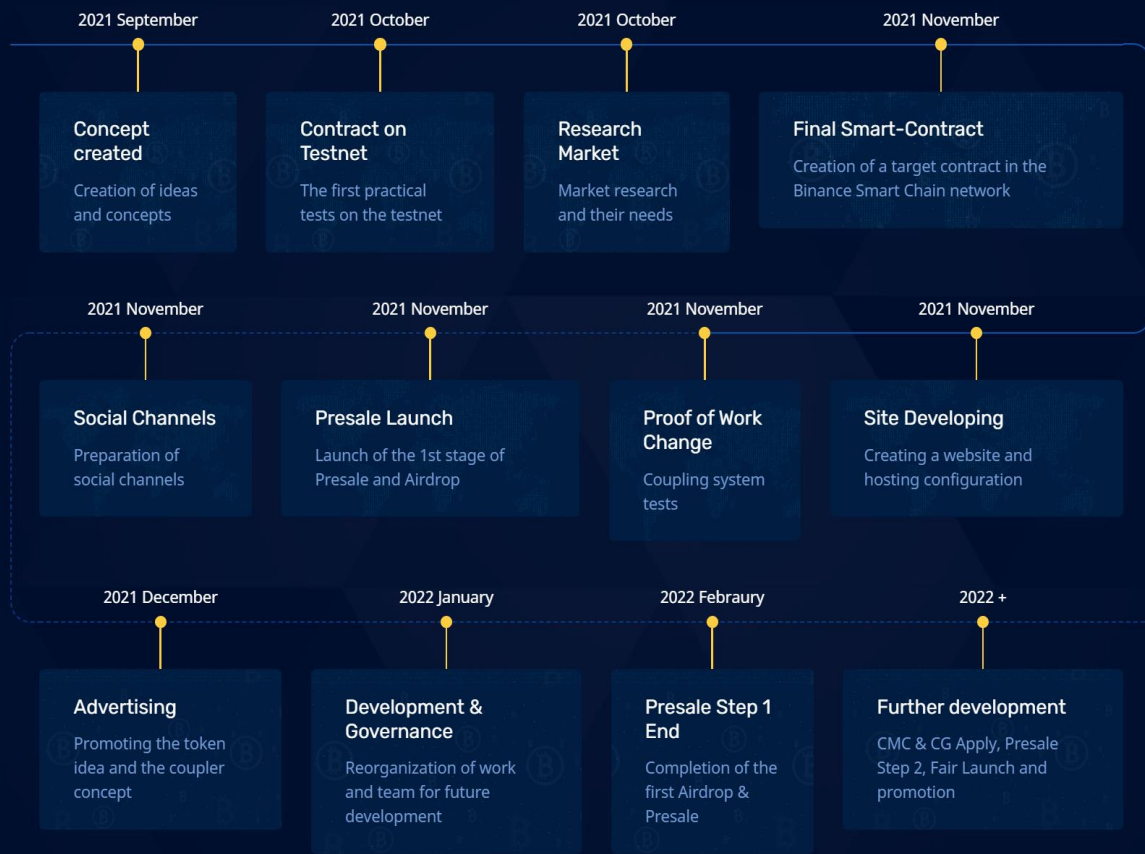 2021 September
Concept
created
Creation of ideas
and concepts
2021 October
Contract on
Testnet
The first practical
tests on the testnet
2021 October
Research
Market
Market research
and their needs
2021 November
Final Smart-Contract
Creation of a target contract in the
Binance Smart Chain network
2021 November
Social Channels
Preparation of
social channels
2021 November
Presale Launch
Launch of the 1st stage of
Presale and Airdrop
2021 November
Proof of Work
Change
Coupling system
tests
2021 November
Site Developing
Creating a website and
hosting configuration
2021 December
Advertising
Promoting the token
idea and the coupler
concept
2022 January
Development &
Governance
Reorganization of work
and team for future
development
2022 Febraury
Presale Step 1
End
Completion of the
first Airdrop &
Presale
2022 +
Further development
CMC & CG Apply, Presale
Step 2, Fair Launch and
promotion